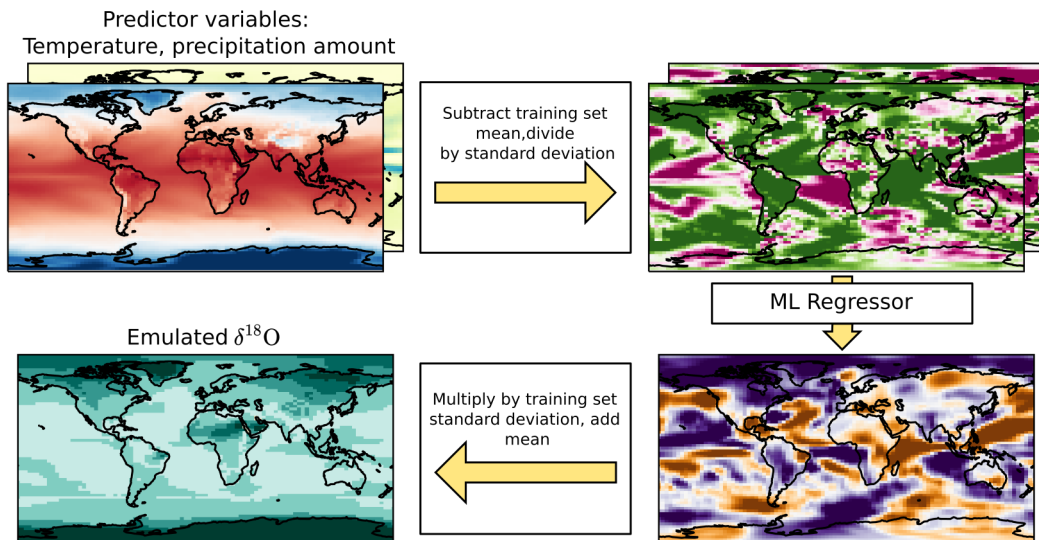 Predictor variables:
Temperature, precipitation amount
Subtract training set
mean,divide
by standard deviation
ML Regressor
Emulated δ¹⁸O
Multiply by training set
standard deviation, add
mean